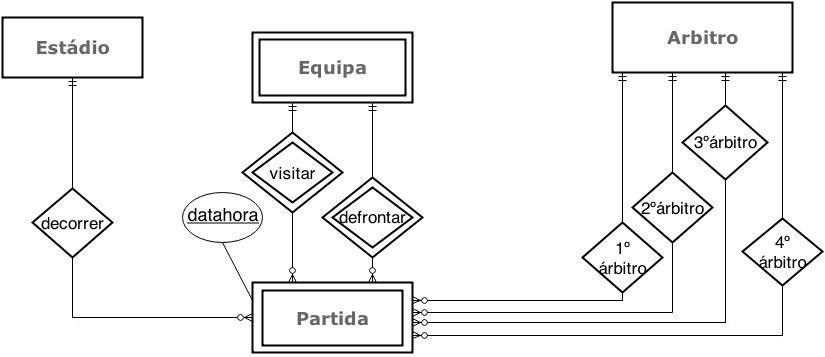 Estádio
Equipa
Arbitro
visitar
3ºárbitro
decorrer
datahora
defrontar
2ºárbitro
1º
árbitro
4º
árbitro
Partida